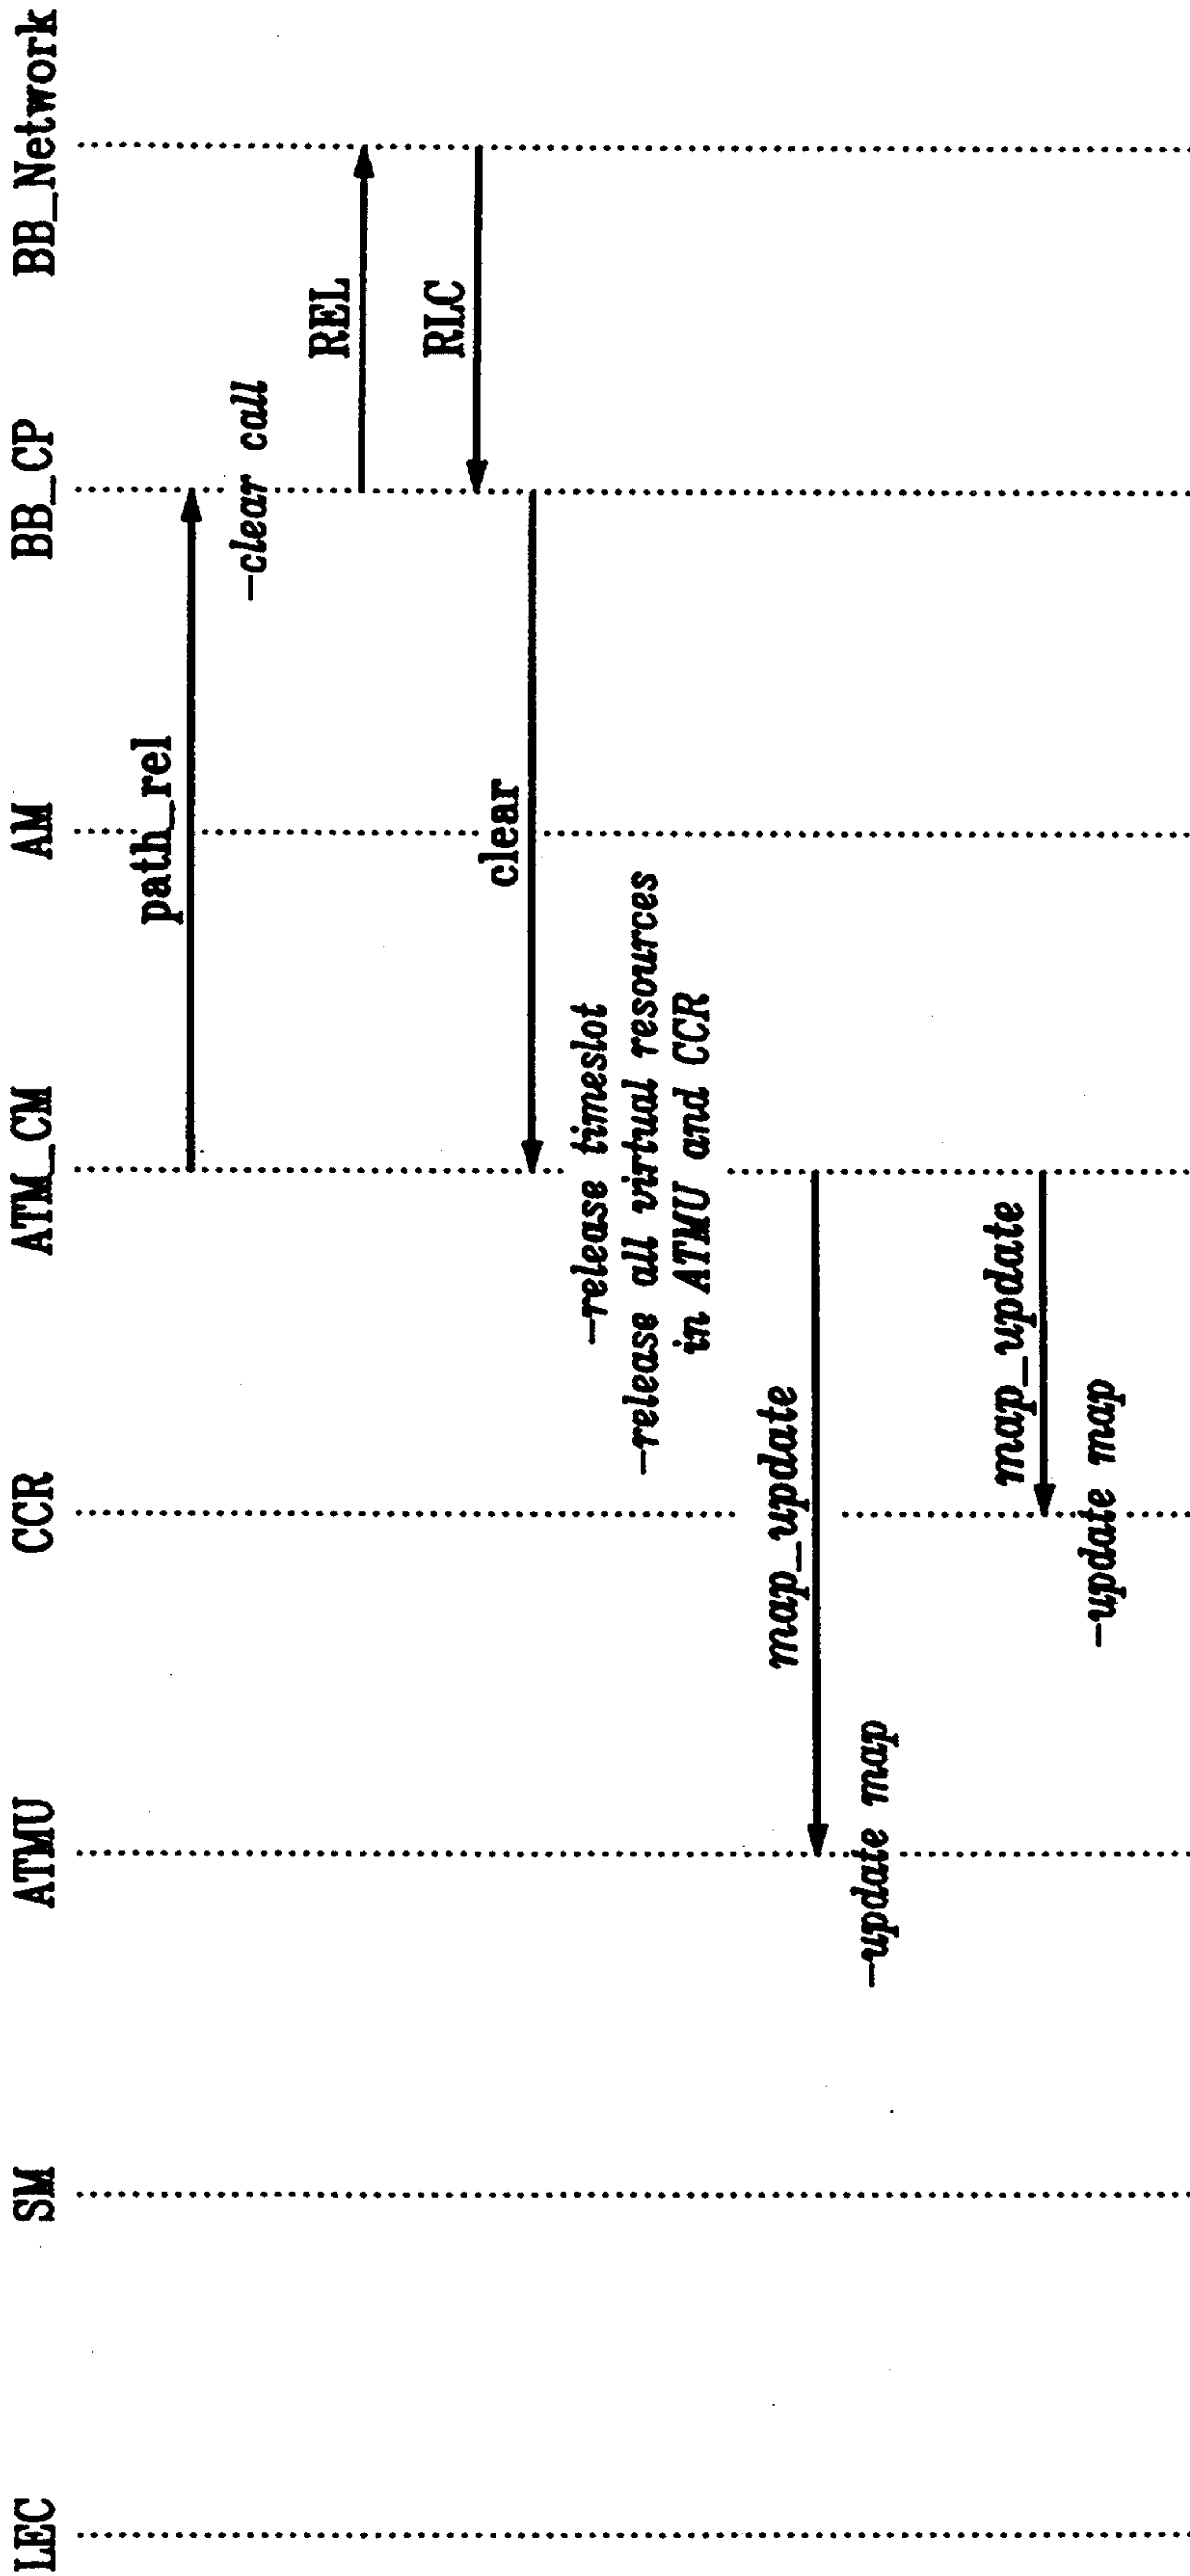 LEC SM ATMU CCR ATM_CM AM BB_CP BB_Network
path_rel
-clear call
REL
RLC
clear
-release timeslot
-release all virtual resources
in ATMU and CCR
map_update
-update map
map_update
-update map